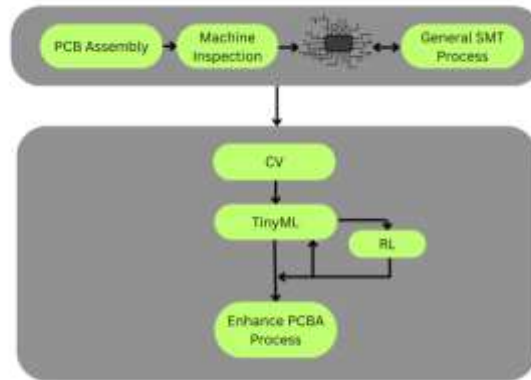 PCB Assembly
Machine
Inspection
General SMT
Process
CV
TinyML
RL
Enhance PCBA
Process